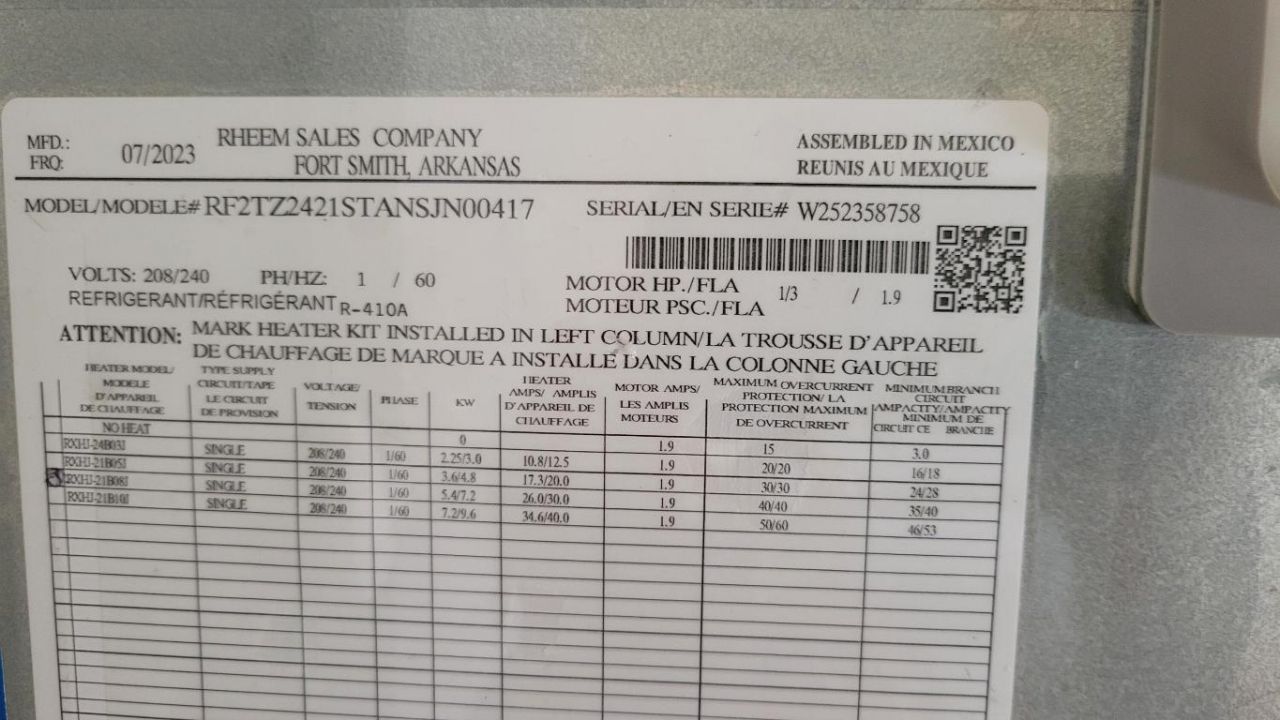 MFD.: 07/2023 RHEEM SALES COMPANY ASSEMBLED IN MEXICO
FRQ: FORT SMITH, ARKANSAS REUNIS AU MEXIQUE
MODEL/MODELE# RF2TZ2421STANSJN00417 SERIAL/EN SERIE# W252358758
VOLTS: 208/240 PH/HZ: 1 / 60 MOTOR HP./FLA 1/3 / 1.9
REFRIGERANT/RÉFRIGÉRANT R-410A MOTEUR PSC./FLA
ATTENTION: MARK HEATER KIT INSTALLED IN LEFT COLUMN/LA TROUSSE D'APPAREIL
DE CHAUFFAGE DE MARQUE A INSTALLE DANS LA COLONNE GAUCHE
HEATER MODEL/
MODELE
D'APPAREIL
DE CHAUFFAGE
TYPE SUPPLY
CIRCUIT/TAPE
LE CIRCUIT
DE PROVISION
VOLTAGE/
TENSION
PHASE
KW
HEATER
AMPS/ AMPLIS
D'APPAREIL DE
CHAUFFAGE
MOTOR AMPS/
LES AMPLIS
MOTEURS
MAXIMUM OVERCURRENT
PROTECTION/ LA
PROTECTION MAXIMUM
DE OVERCURRENT
MINIMUM BRANCH
CIRCUIT
AMPACITY/AMPACITY
MINIMUM DE
CIRCUIT CE BRANCHE
NO HEAT 0 1.9 15 3.0
RXHJ-24B03J SINGLE 208/240 1/60 2.25/3.0 10.8/12.5 1.9 20/20 16/18
RXHJ-21B05J SINGLE 208/240 1/60 3.6/4.8 17.3/20.0 1.9 30/30 24/28
RXHJ-21B08J SINGLE 208/240 1/60 5.4/7.2 26.0/30.0 1.9 40/40 35/40
RXHJ-21B10J SINGLE 208/240 1/60 7.2/9.6 34.6/40.0 1.9 50/60 46/53